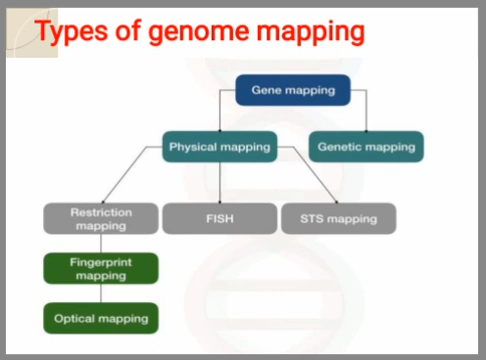 Types of genome mapping
Gene mapping
Physical mapping
Genetic mapping
Restriction
mapping
FISH
STS mapping
Fingerprint
mapping
Optical mapping